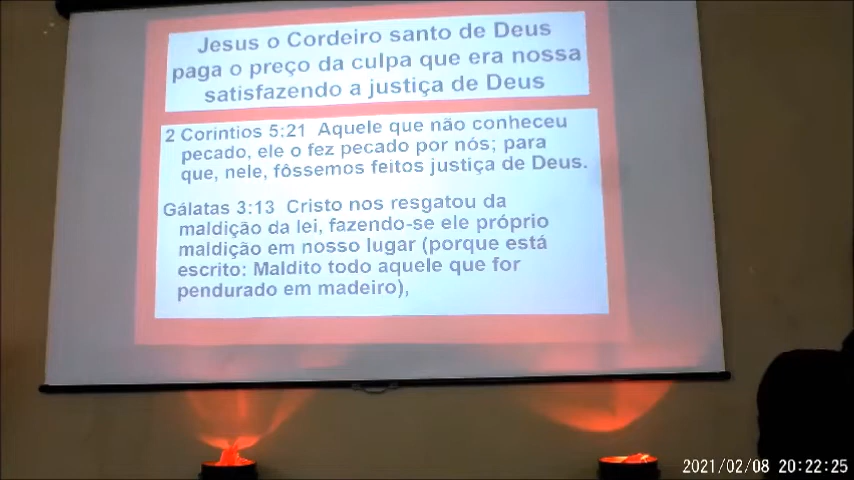 Jesus o Cordeiro santo de Deus
paga o preço da culpa que era nossa
satisfazendo a justiça de Deus
2 Coríntios 5:21 Aquele que não conheceu
pecado, ele o fez pecado por nós; para
que, nele, fôssemos feitos justiça de Deus.
Gálatas 3:13 Cristo nos resgatou da
maldição da lei, fazendo-se ele próprio
maldição em nosso lugar (porque está
escrito: Maldito todo aquele que for
pendurado em madeiro),
2021/02/08 20:22:25